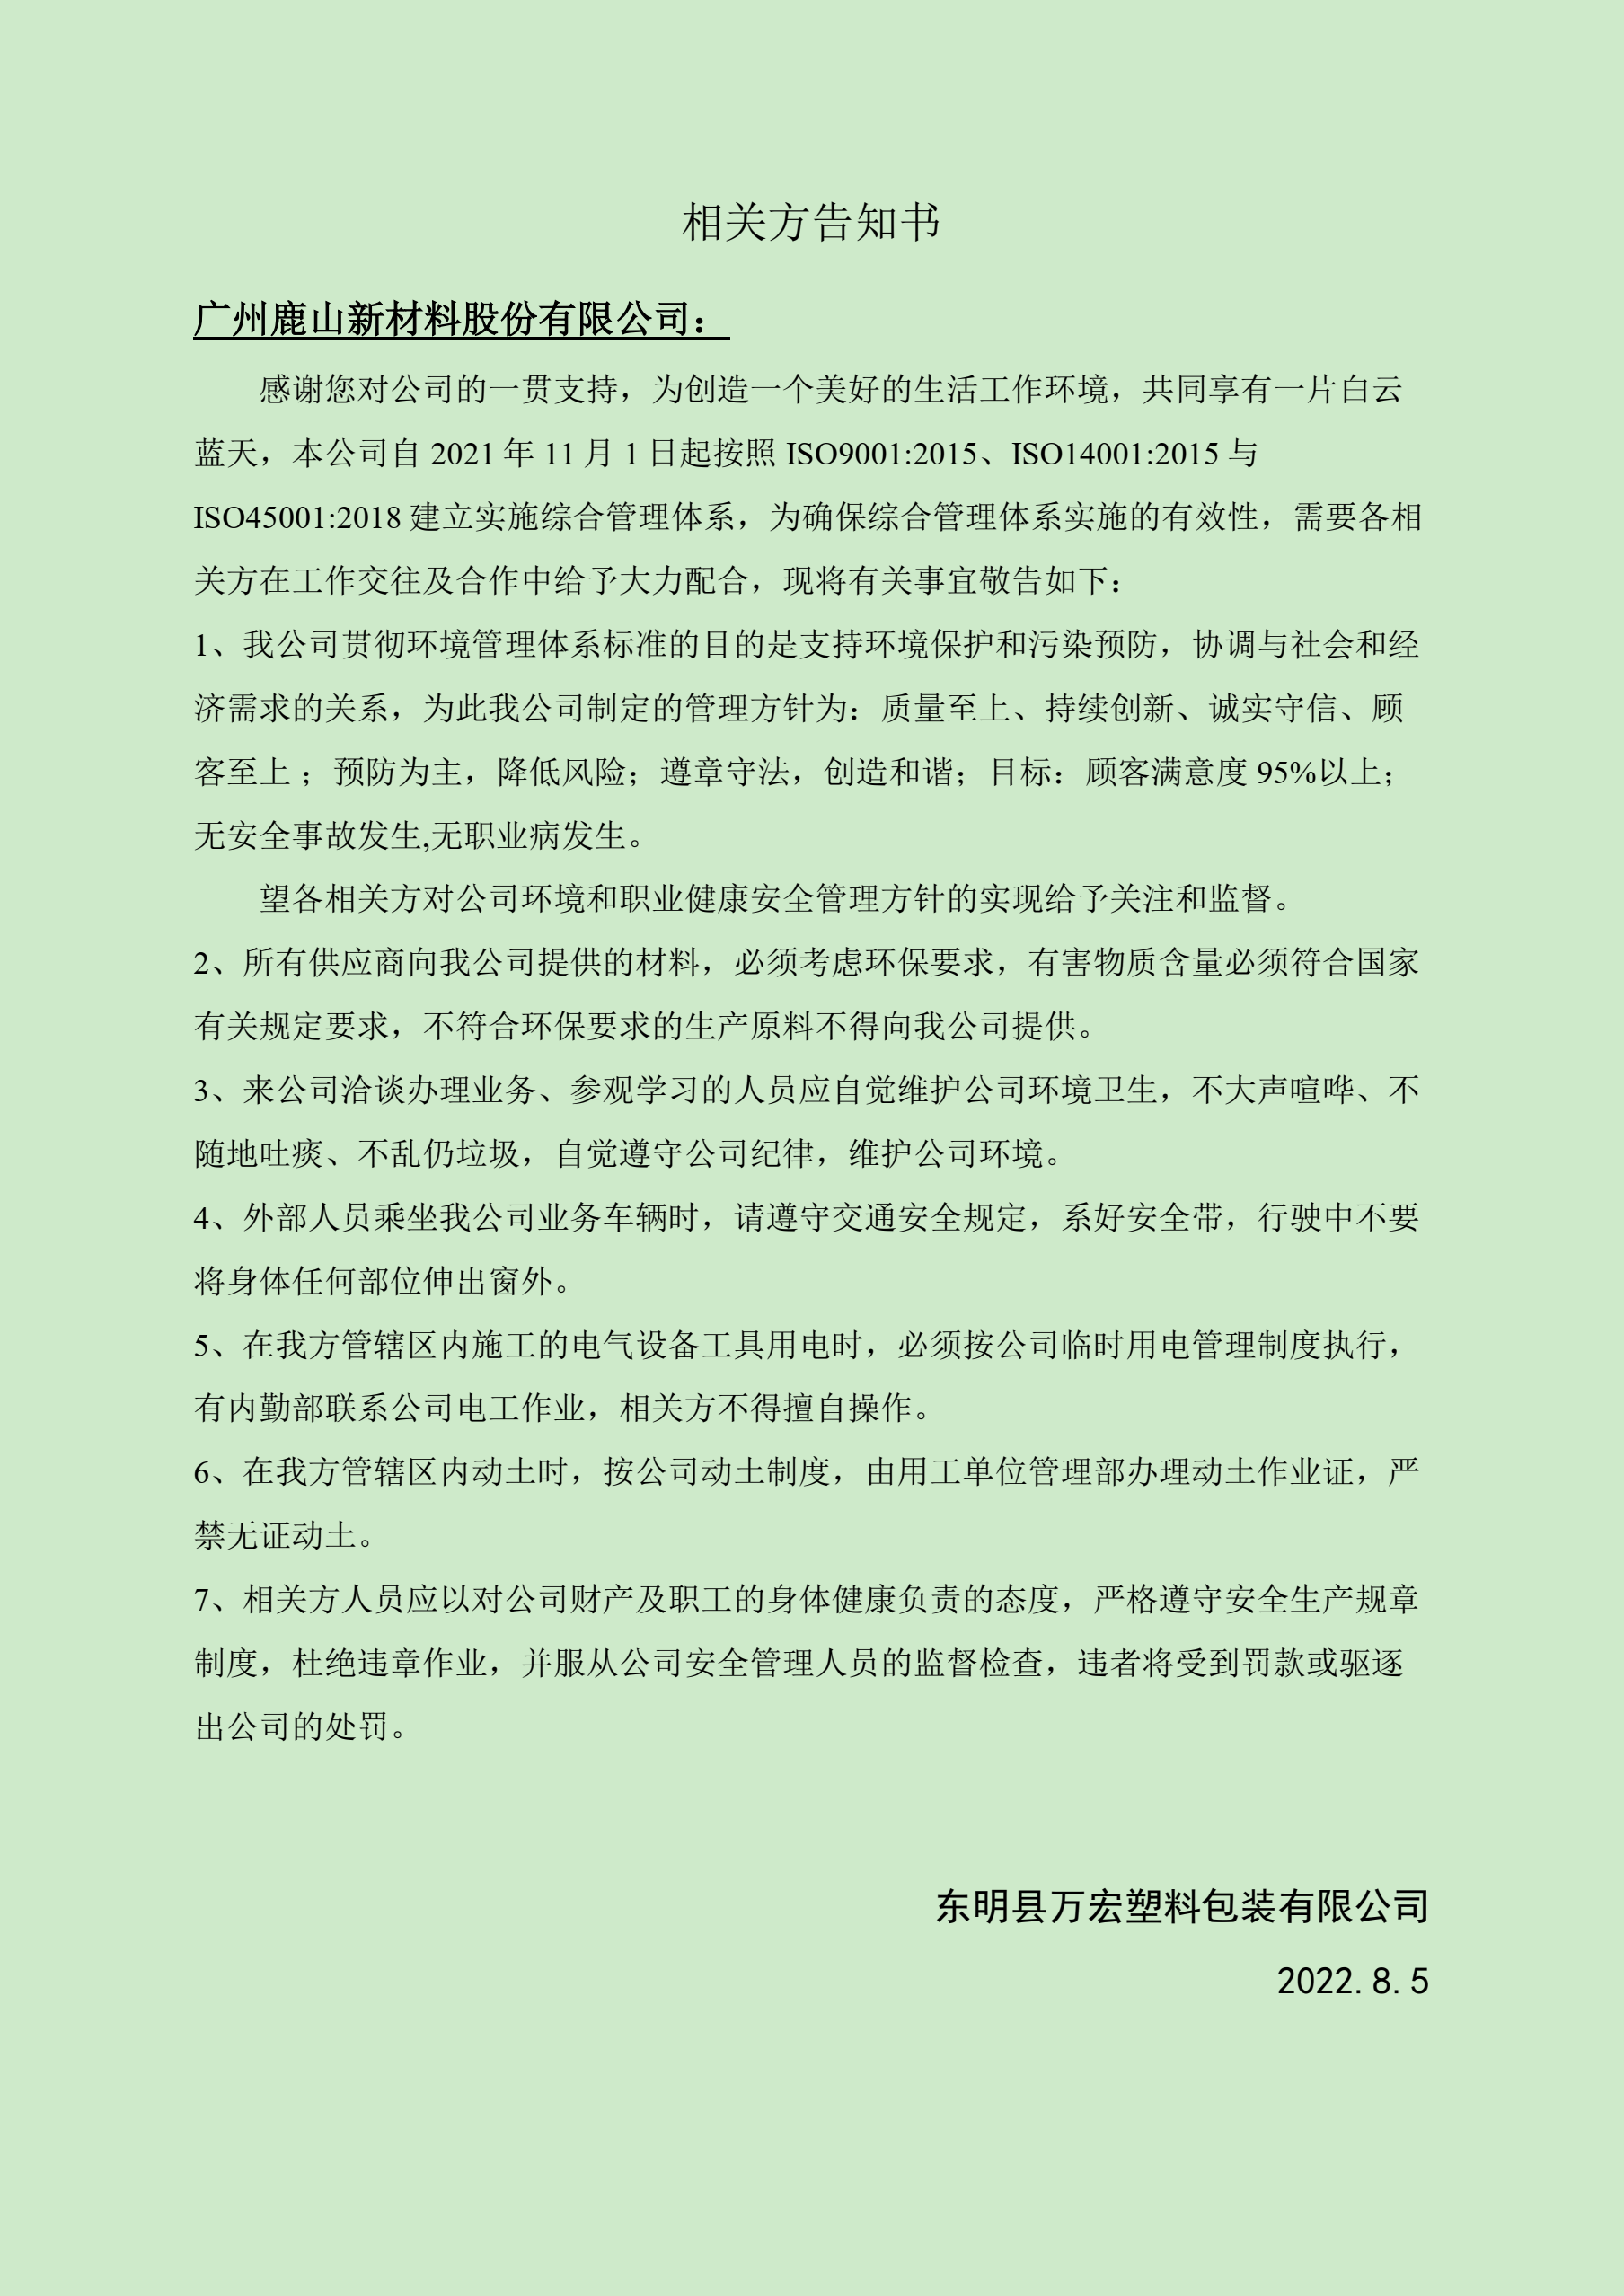 相关方告知书
广州鹿山新材料股份有限公司：
感谢您对公司的一贯支持，为创造一个美好的生活工作环境，共同享有一片白云
蓝天，本公司自 2021 年 11 月 1 日起按照 ISO9001:2015、ISO14001:2015 与
ISO45001:2018 建立实施综合管理体系，为确保综合管理体系实施的有效性，需要各相
关方在工作交往及合作中给予大力配合，现将有关事宜敬告如下：
1、我公司贯彻环境管理体系标准的目的是支持环境保护和污染预防，协调与社会和经
济需求的关系，为此我公司制定的管理方针为：质量至上、持续创新、诚实守信、顾
客至上 ；预防为主，降低风险；遵章守法，创造和谐；目标：顾客满意度 95%以上；
无安全事故发生,无职业病发生。
望各相关方对公司环境和职业健康安全管理方针的实现给予关注和监督。
2、所有供应商向我公司提供的材料，必须考虑环保要求，有害物质含量必须符合国家
有关规定要求，不符合环保要求的生产原料不得向我公司提供。
3、来公司洽谈办理业务、参观学习的人员应自觉维护公司环境卫生，不大声喧哗、不
随地吐痰、不乱仍垃圾，自觉遵守公司纪律，维护公司环境。
4、外部人员乘坐我公司业务车辆时，请遵守交通安全规定，系好安全带，行驶中不要
将身体任何部位伸出窗外。
5、在我方管辖区内施工的电气设备工具用电时，必须按公司临时用电管理制度执行，
有内勤部联系公司电工作业，相关方不得擅自操作。
6、在我方管辖区内动土时，按公司动土制度，由用工单位管理部办理动土作业证，严
禁无证动土。
7、相关方人员应以对公司财产及职工的身体健康负责的态度，严格遵守安全生产规章
制度，杜绝违章作业，并服从公司安全管理人员的监督检查，违者将受到罚款或驱逐
出公司的处罚。
东明县万宏塑料包装有限公司
2022.8.5